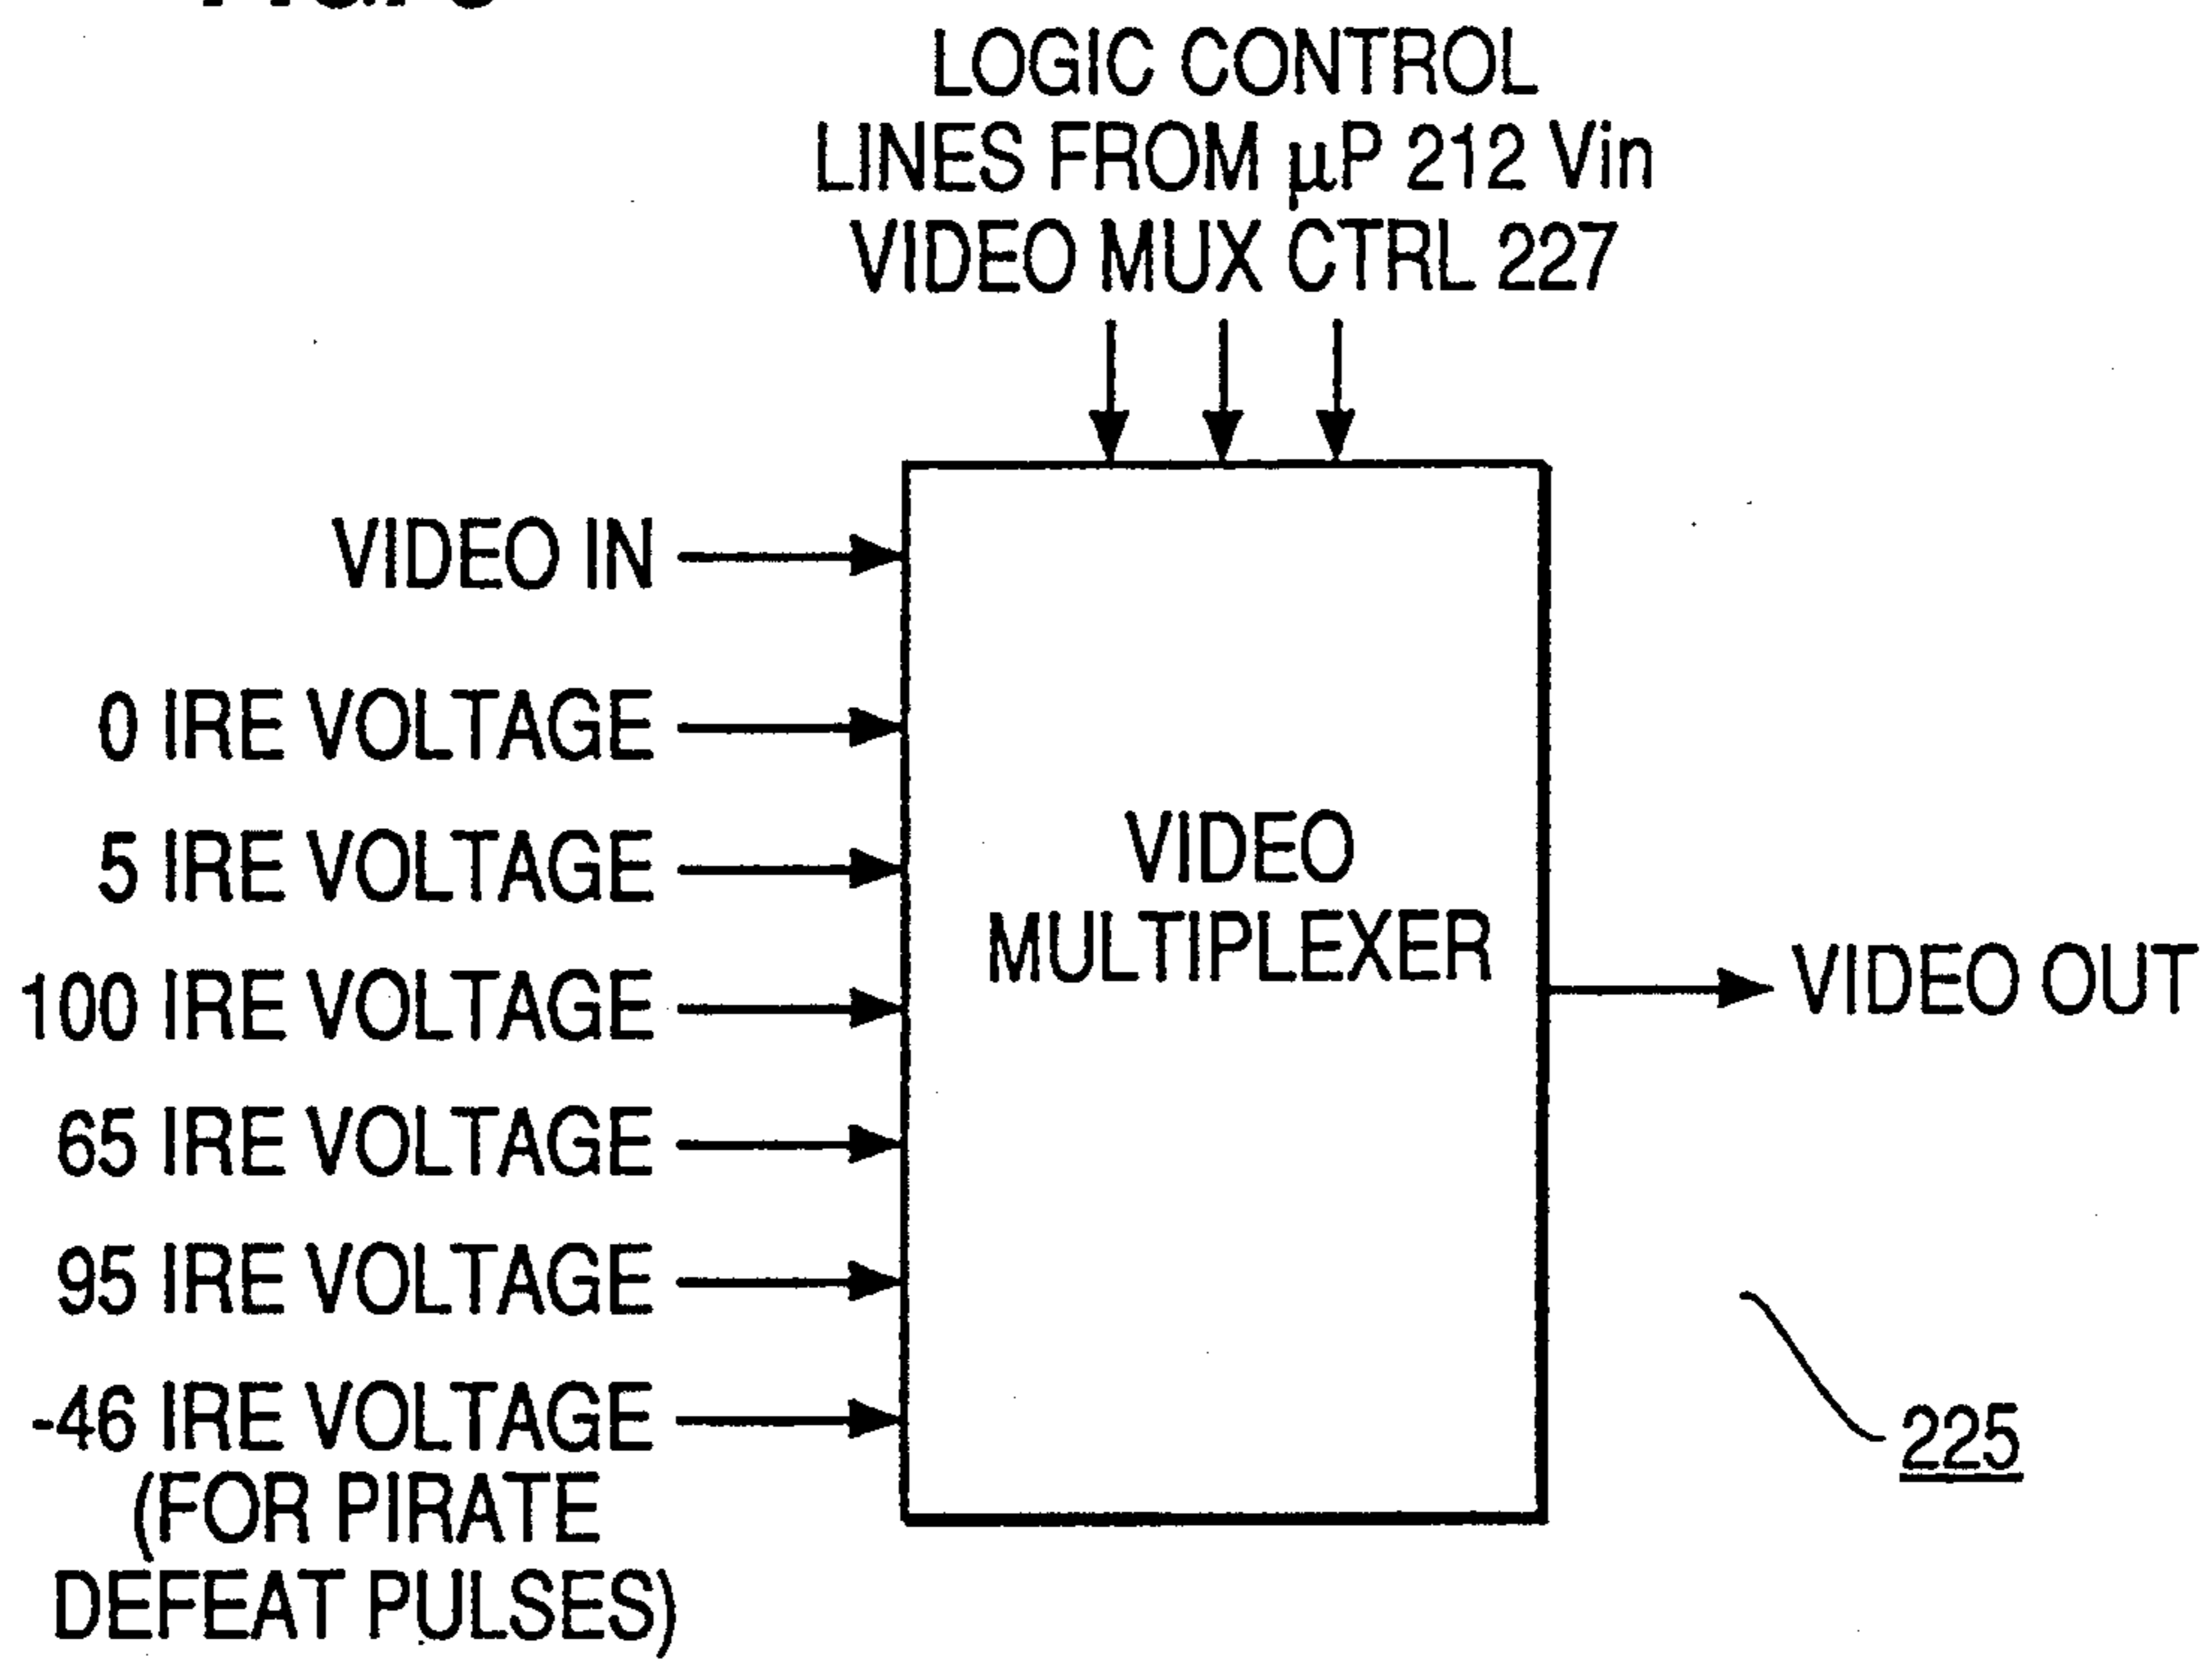 LOGIC CONTROL
LINES FROM µP 212 Vin
VIDEO MUX CTRL 227
VIDEO IN
0 IRE VOLTAGE
5 IRE VOLTAGE
100 IRE VOLTAGE
65 IRE VOLTAGE
95 IRE VOLTAGE
-46 IRE VOLTAGE
(FOR PIRATE
DEFEAT PULSES)
VIDEO
MULTIPLEXER
VIDEO OUT
225